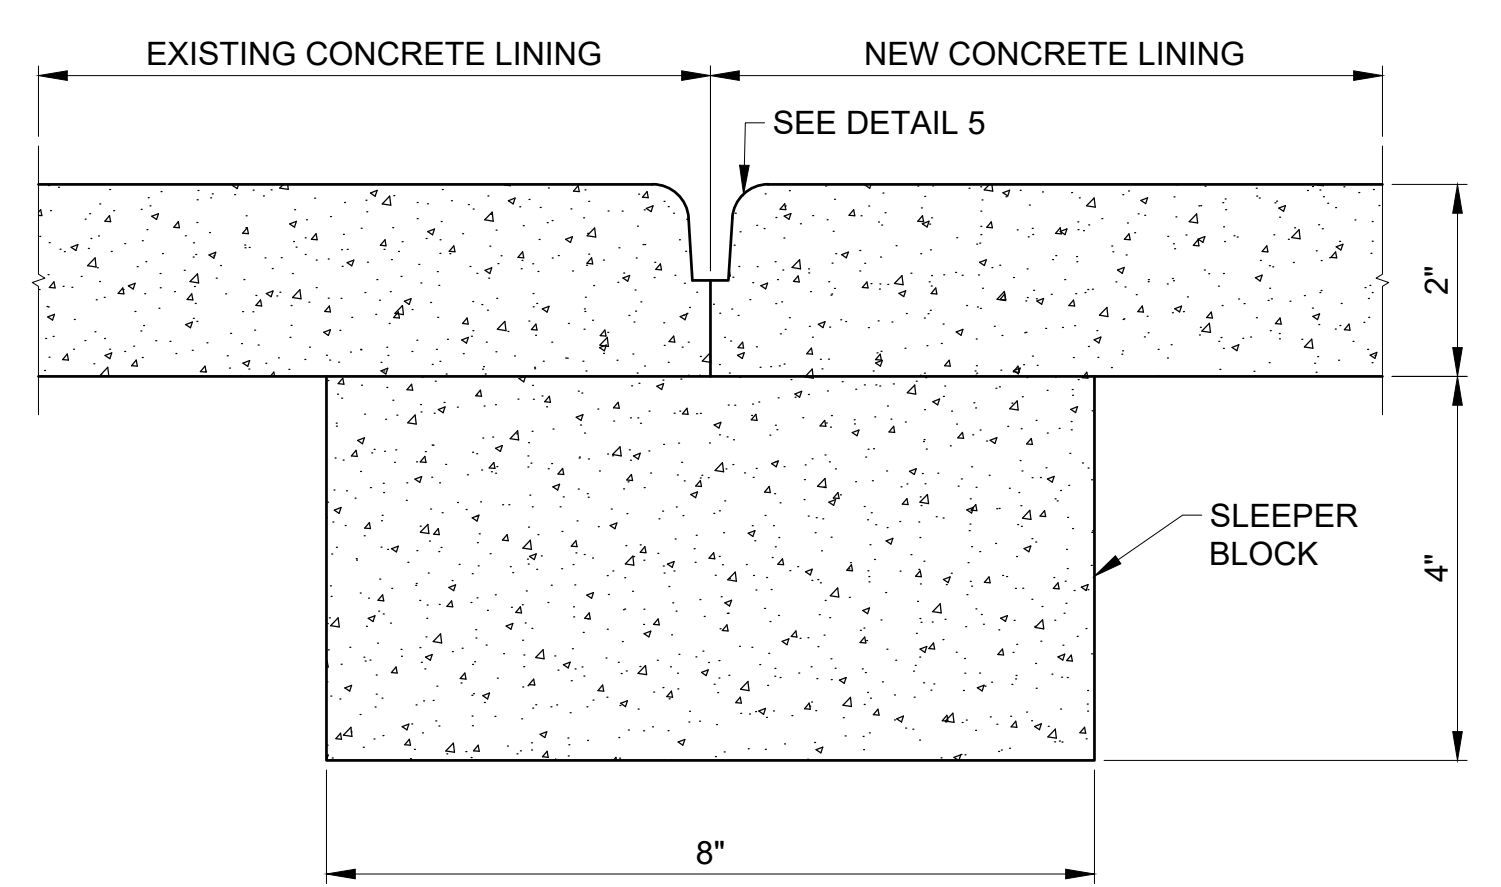 EXISTING CONCRETE LINING
NEW CONCRETE LINING
SEE DETAIL 5
2"
SLEEPER
BLOCK
4"
8"